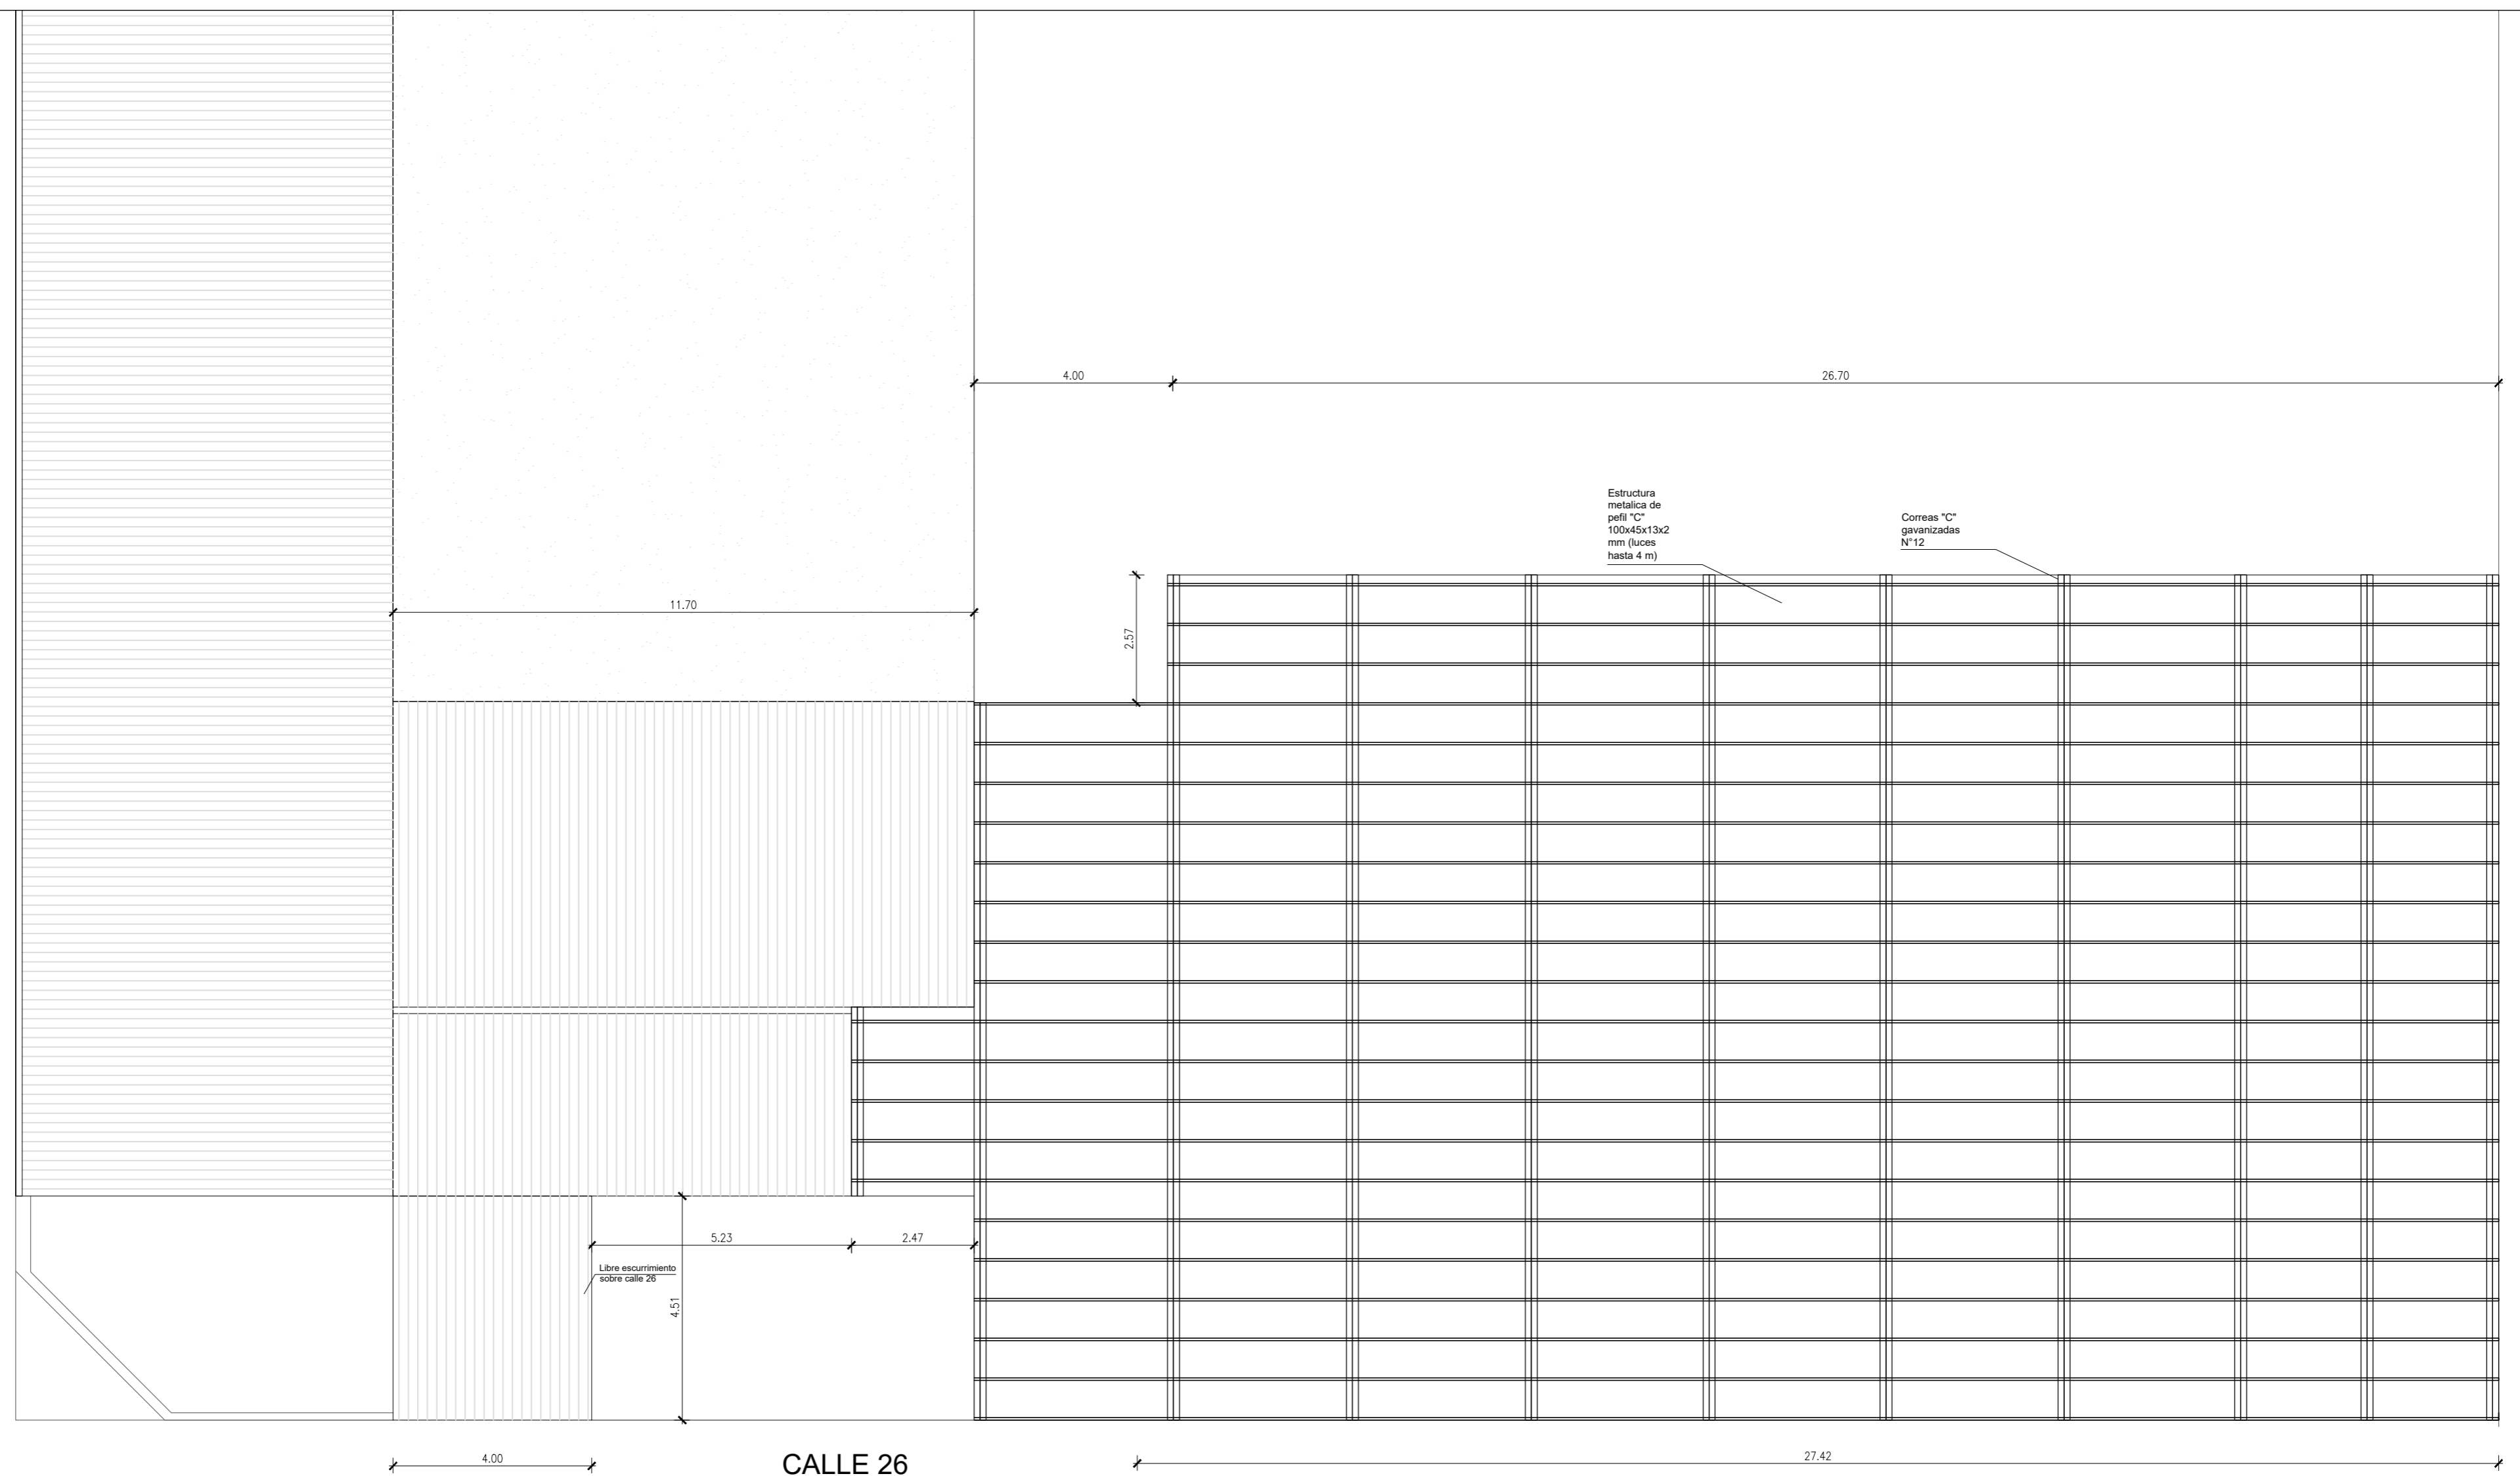 4.00
26.70
Estructura
metalica de
pefil "C"
100x45x13x2
mm (luces
hasta 4 m)
Correas "C"
gavanizadas
N°12
11.70
2.57
5.23
2.47
Libre escurrimiento
sobre calle 26
4.51
4.00
CALLE 26
27.42